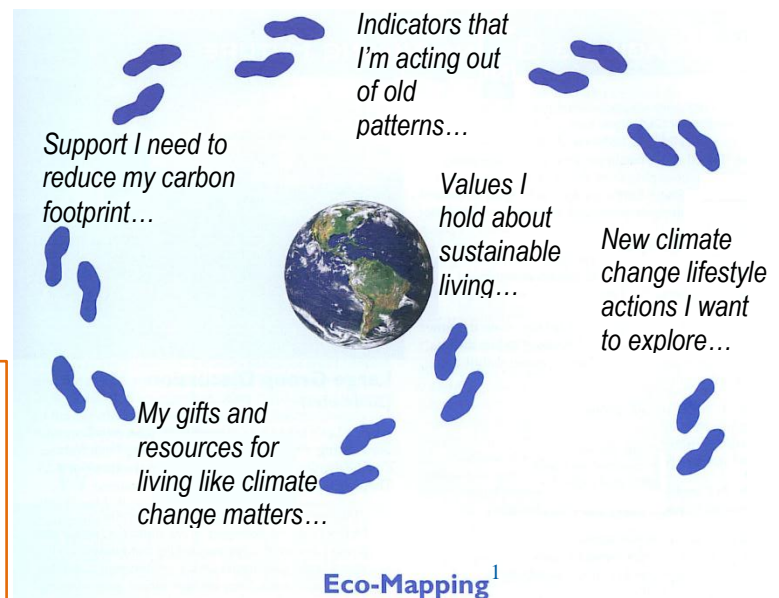 Indicators that
I'm acting out
of old
patterns…
Support I need to
reduce my carbon
footprint…
Values I
hold about
sustainable
living…
New climate
change lifestyle
actions I want
to explore…
My gifts and
resources for
living like climate
change matters…
Eco-Mapping1